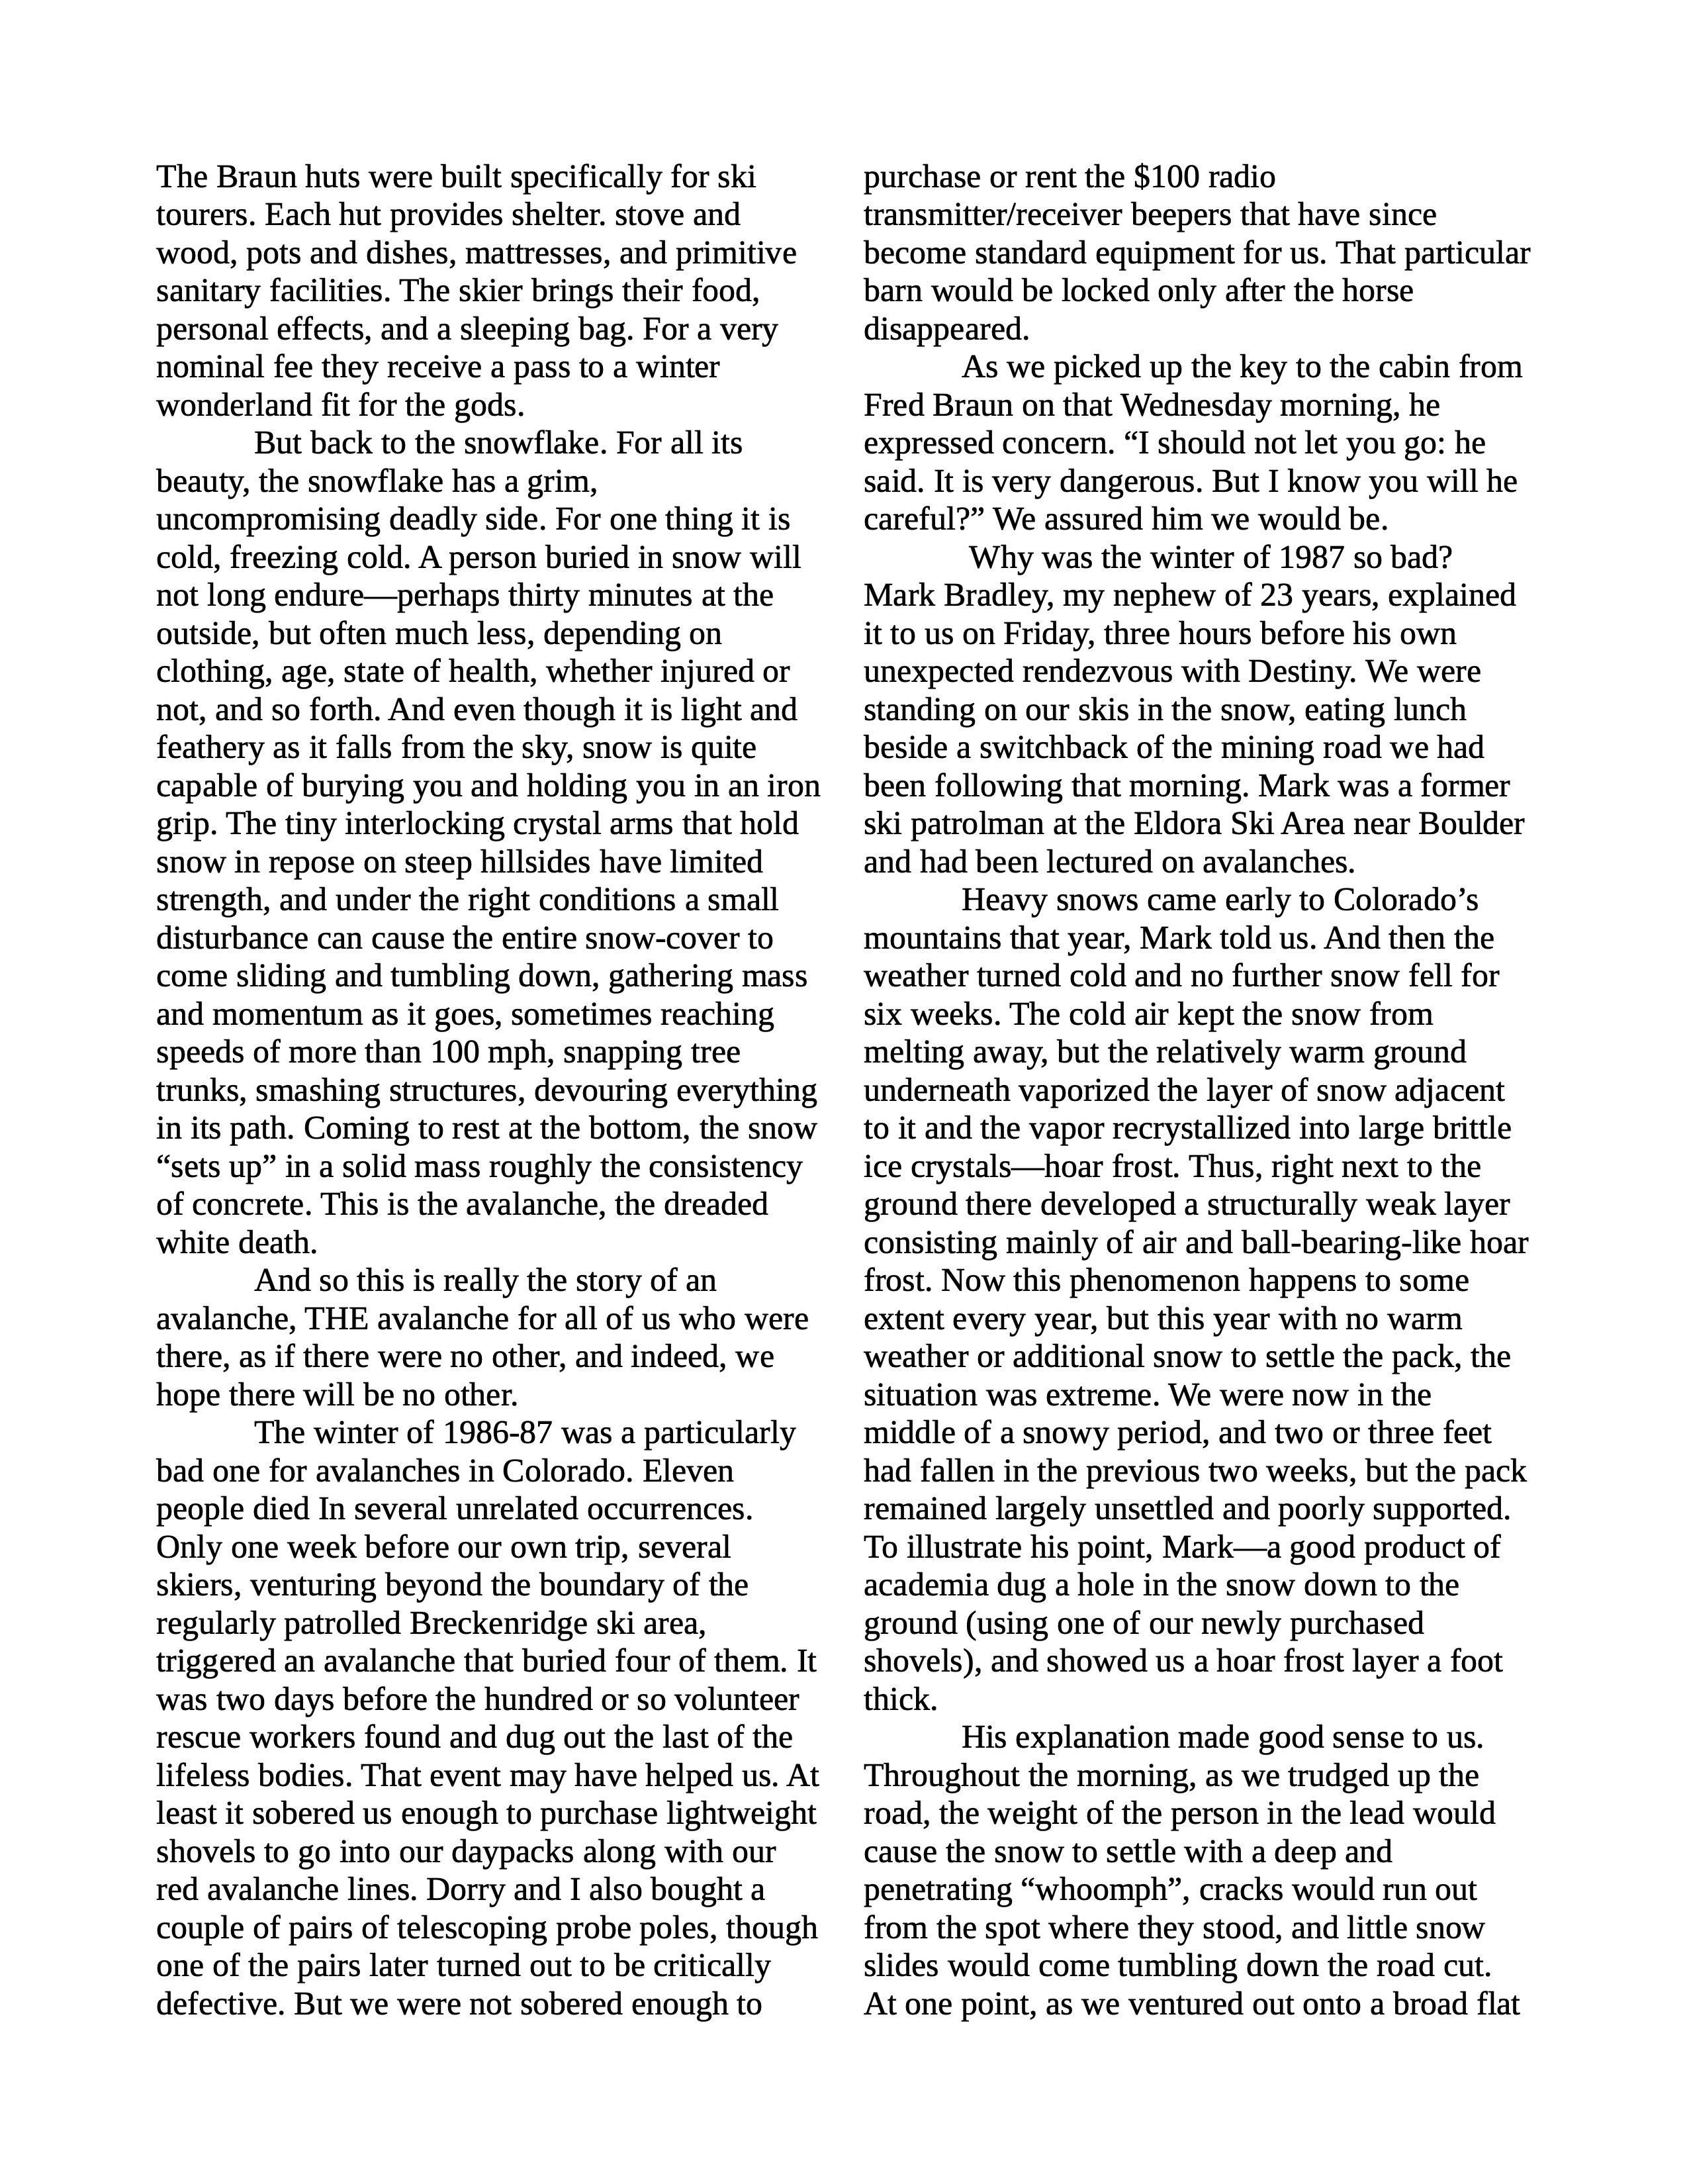 The Braun huts were built specifically for ski
tourers. Each hut provides shelter. stove and
wood, pots and dishes, mattresses, and primitive
sanitary facilities. The skier brings their food,
personal effects, and a sleeping bag. For a very
nominal fee they receive a pass to a winter
wonderland fit for the gods.
But back to the snowflake. For all its
beauty, the snowflake has a grim,
uncompromising deadly side. For one thing it is
cold, freezing cold. A person buried in snow will
not long endure—perhaps thirty minutes at the
outside, but often much less, depending on
clothing, age, state of health, whether injured or
not, and so forth. And even though it is light and
feathery as it falls from the sky, snow is quite
capable of burying you and holding you in an iron
grip. The tiny interlocking crystal arms that hold
snow in repose on steep hillsides have limited
strength, and under the right conditions a small
disturbance can cause the entire snow-cover to
come sliding and tumbling down, gathering mass
and momentum as it goes, sometimes reaching
speeds of more than 100 mph, snapping tree
trunks, smashing structures, devouring everything
in its path. Coming to rest at the bottom, the snow
“sets up” in a solid mass roughly the consistency
of concrete. This is the avalanche, the dreaded
white death.
And so this is really the story of an
avalanche, THE avalanche for all of us who were
there, as if there were no other, and indeed, we
hope there will be no other.
The winter of 1986-87 was a particularly
bad one for avalanches in Colorado. Eleven
people died In several unrelated occurrences.
Only one week before our own trip, several
skiers, venturing beyond the boundary of the
regularly patrolled Breckenridge ski area,
triggered an avalanche that buried four of them. It
was two days before the hundred or so volunteer
rescue workers found and dug out the last of the
lifeless bodies. That event may have helped us. At
least it sobered us enough to purchase lightweight
shovels to go into our daypacks along with our
red avalanche lines. Dorry and I also bought a
couple of pairs of telescoping probe poles, though
one of the pairs later turned out to be critically
defective. But we were not sobered enough to
purchase or rent the $100 radio
transmitter/receiver beepers that have since
become standard equipment for us. That particular
barn would be locked only after the horse
disappeared.
As we picked up the key to the cabin from
Fred Braun on that Wednesday morning, he
expressed concern. “I should not let you go: he
said. It is very dangerous. But I know you will he
careful?” We assured him we would be.
Why was the winter of 1987 so bad?
Mark Bradley, my nephew of 23 years, explained
it to us on Friday, three hours before his own
unexpected rendezvous with Destiny. We were
standing on our skis in the snow, eating lunch
beside a switchback of the mining road we had
been following that morning. Mark was a former
ski patrolman at the Eldora Ski Area near Boulder
and had been lectured on avalanches.
Heavy snows came early to Colorado’s
mountains that year, Mark told us. And then the
weather turned cold and no further snow fell for
six weeks. The cold air kept the snow from
melting away, but the relatively warm ground
underneath vaporized the layer of snow adjacent
to it and the vapor recrystallized into large brittle
ice crystals—hoar frost. Thus, right next to the
ground there developed a structurally weak layer
consisting mainly of air and ball-bearing-like hoar
frost. Now this phenomenon happens to some
extent every year, but this year with no warm
weather or additional snow to settle the pack, the
situation was extreme. We were now in the
middle of a snowy period, and two or three feet
had fallen in the previous two weeks, but the pack
remained largely unsettled and poorly supported.
To illustrate his point, Mark—a good product of
academia dug a hole in the snow down to the
ground (using one of our newly purchased
shovels), and showed us a hoar frost layer a foot
thick.
His explanation made good sense to us.
Throughout the morning, as we trudged up the
road, the weight of the person in the lead would
cause the snow to settle with a deep and
penetrating “whoomph”, cracks would run out
from the spot where they stood, and little snow
slides would come tumbling down the road cut.
At one point, as we ventured out onto a broad flat